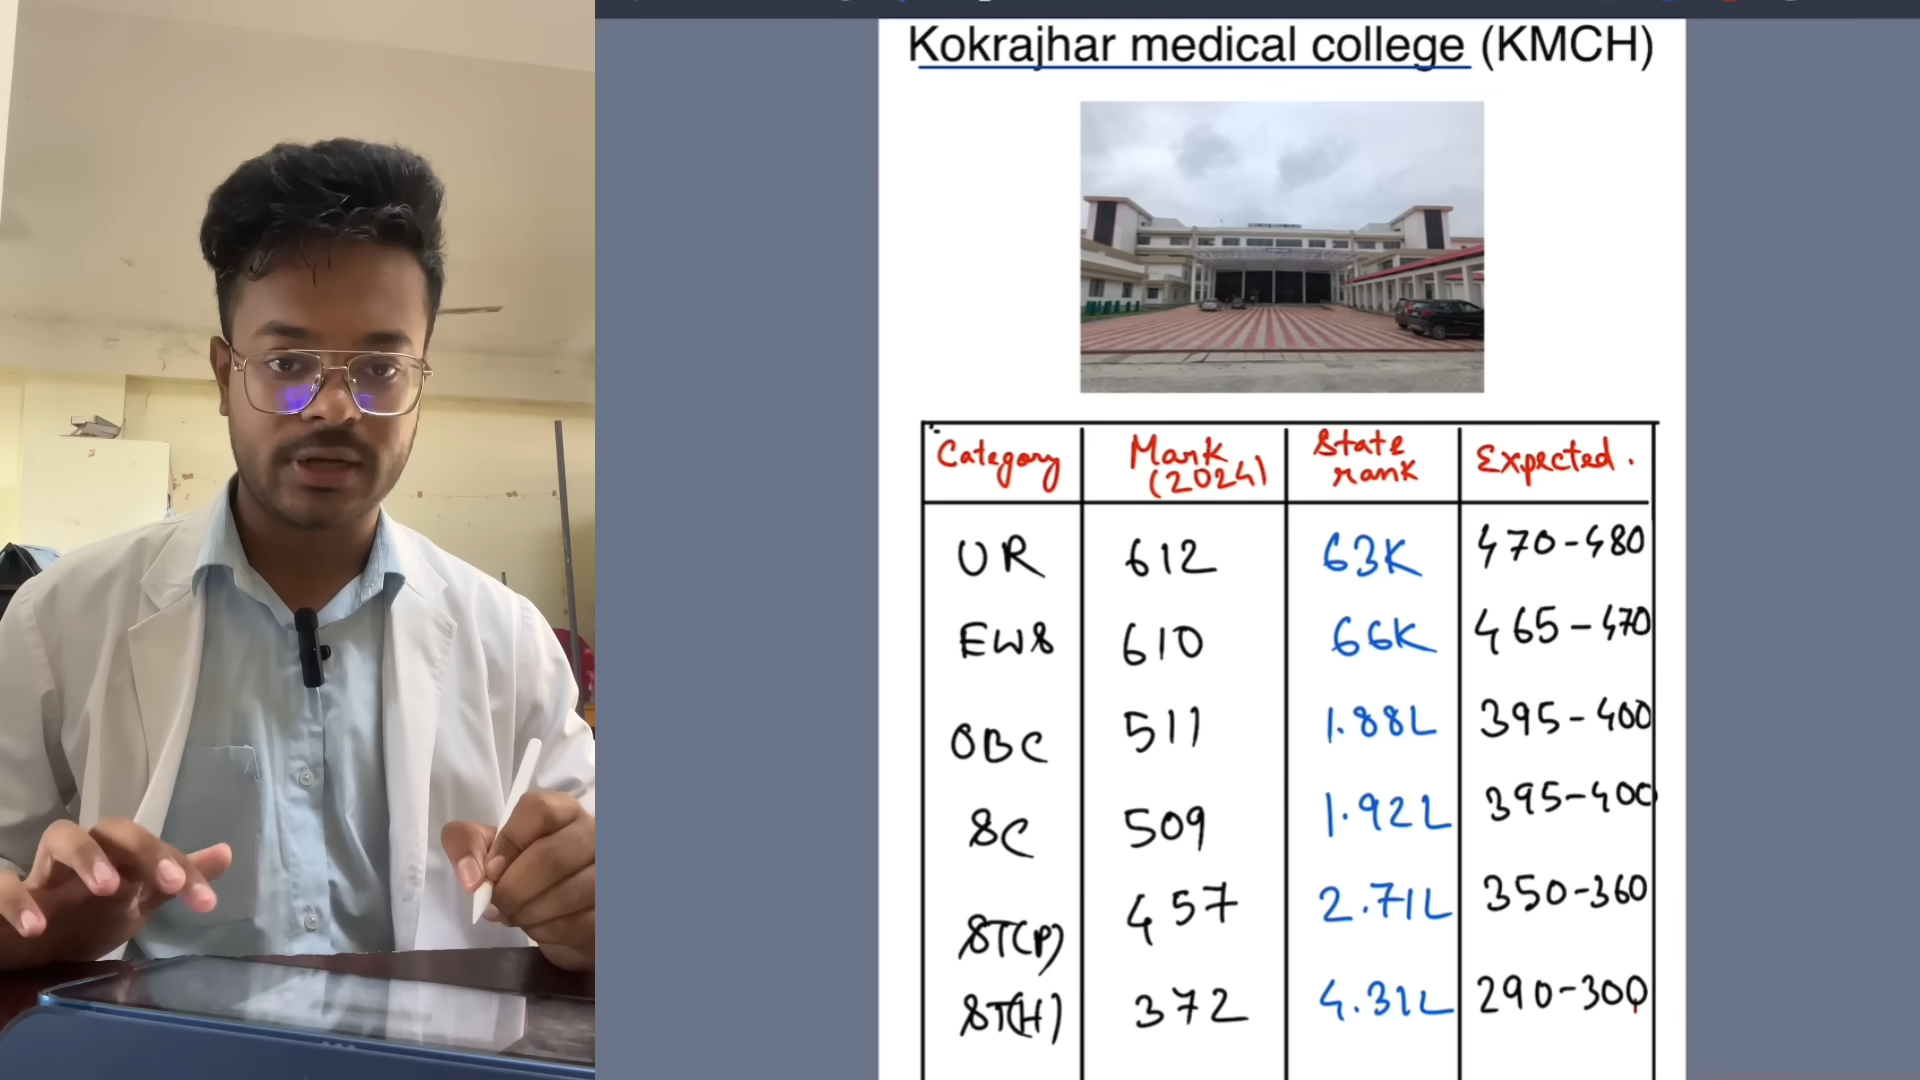 Kokrajhar medical college (KMCH)
Category Mark (2024) State rank Expected.
UR 612 63K 470-480
EWS 610 66K 465-470
OBC 511 1.88L 395-400
SC 509 1.92L 395-400
ST(P) 457 2.71L 350-360
ST(H) 372 4.31L 290-300